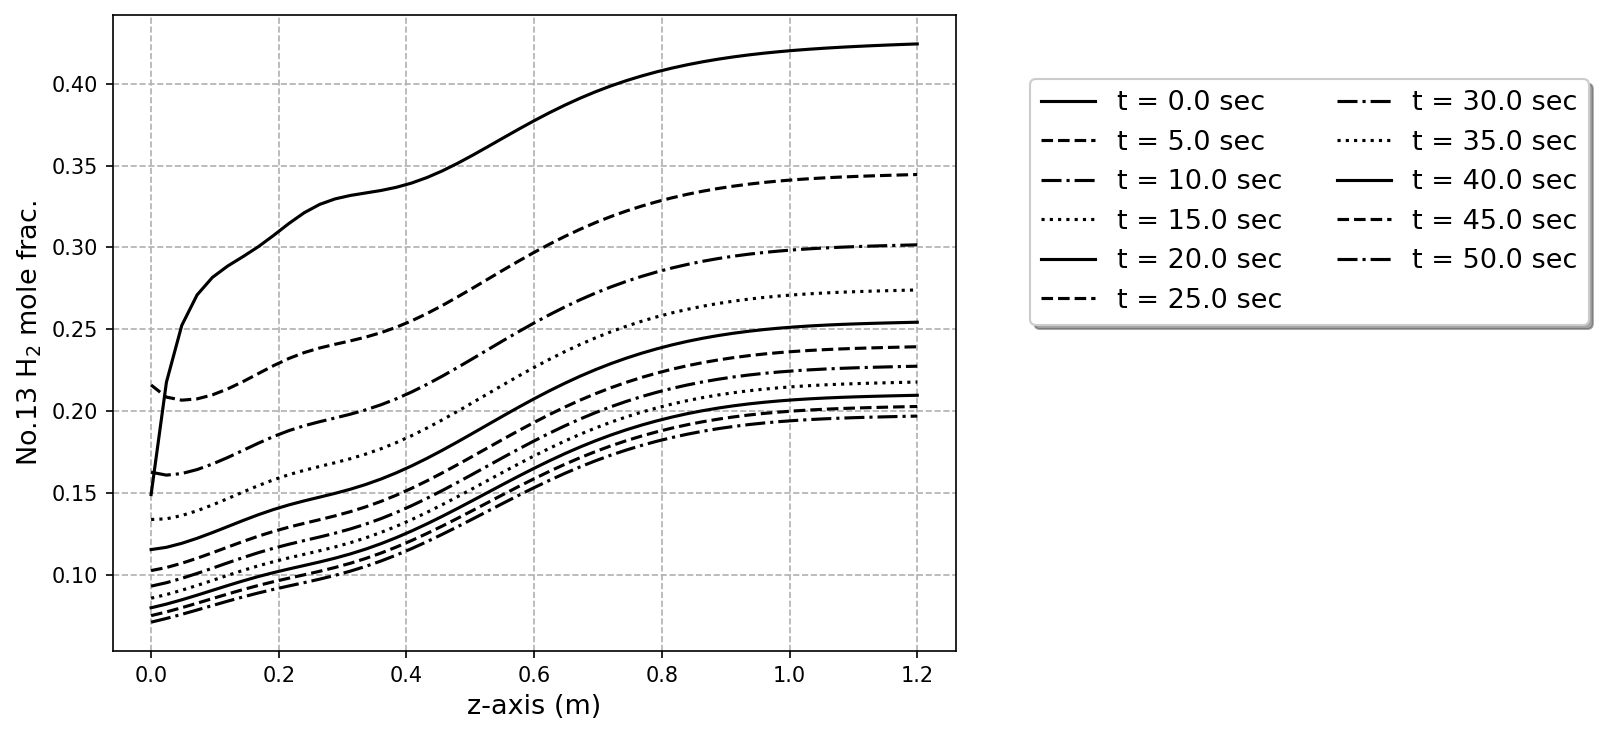 No.13 H₂ mole frac.
0.40
0.35
0.30
0.25
0.20
0.15
0.10
0.0 0.2 0.4 0.6 0.8 1.0 1.2
z-axis (m)
t = 0.0 sec
t = 5.0 sec
t = 10.0 sec
t = 15.0 sec
t = 20.0 sec
t = 25.0 sec
t = 30.0 sec
t = 35.0 sec
t = 40.0 sec
t = 45.0 sec
t = 50.0 sec